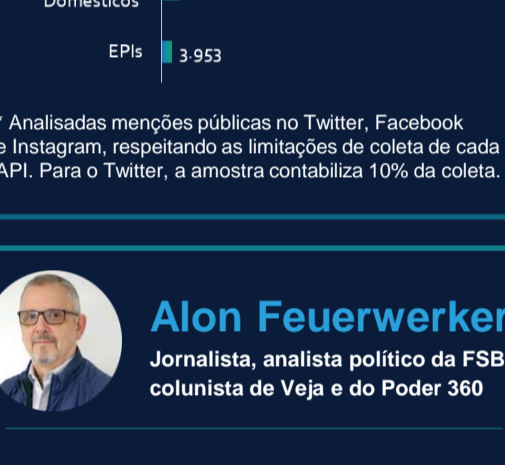 Domésticos
EPIs 3.953
* Analisadas menções públicas no Twitter, Facebook
e Instagram, respeitando as limitações de coleta de cada
API. Para o Twitter, a amostra contabiliza 10% da coleta.
Alon Feuerwerker
Jornalista, analista político da FSB
colunista de Veja e do Poder 360